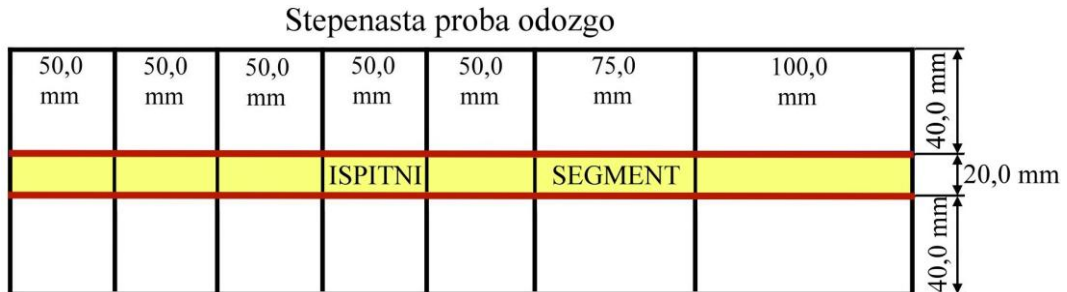 Stepenasta proba odozgo
50,0 50,0 50,0 50,0 50,0 75,0 100,0
mm mm mm mm mm mm mm
40,0 mm
ISPITNI SEGMENT
20,0 mm
40,0 mm